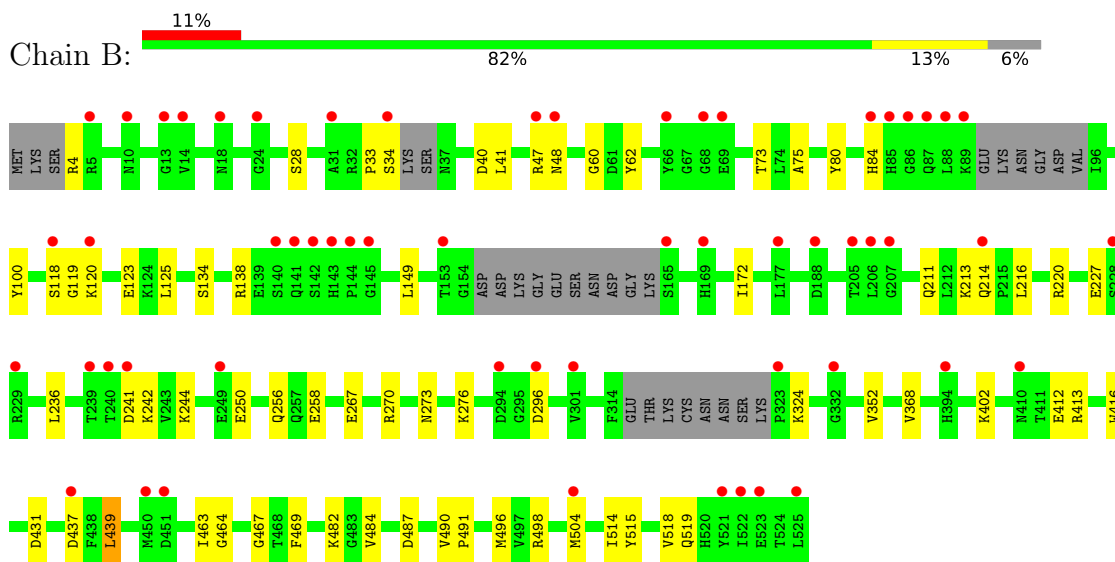 11%
Chain B:
82% 13% 6%
MET LYS SER R4 R5 N10 G13 V14 N18 G24 S28 A31 R32 P33 S34 LYS SER N37 D40 L41 R47 N48 G60 D61 Y62 Y66 G67 G68 E69 T73 L74 A75 Y80 H84 H85 G86 Q87 L88 K89 GLU LYS ASN GLY ASP VAL I96
Y100 S118 G119 K120 E123 K124 L125 S134 R138 E139 S140 Q141 S142 H143 P144 G145 L149 T153 G154 ASP ASP LYS GLY GLU SER ASN ASP GLY LYS S165 H169 I172 L177 D188 T205 L206 G207 Q211 L212 K213 Q214 P215 L216 R220 E227 S228
R229 L236 T239 T240 D241 K242 V243 K244 E249 E250 Q256 Q257 E258 E267 R270 N273 K276 D294 G295 D296 V301 F314 GLU THR LYS CYS ASN ASN SER LYS P323 K324 G332 V352 V368 H394 K402 N410 T411 E412 R413 W416
D431 D437 F438 L439 M450 D451 I463 G464 G467 T468 F469 K482 G483 V484 D487 V490 P491 M496 V497 R498 M504 I514 Y515 V518 Q519 H520 Y521 I522 E523 T524 L525